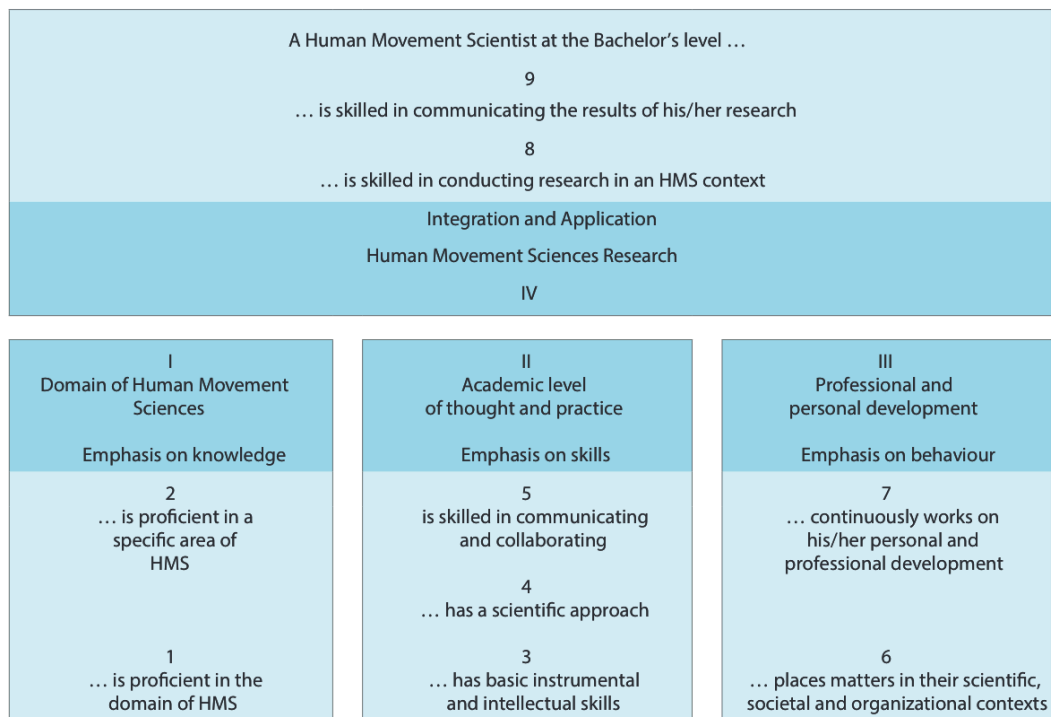 A Human Movement Scientist at the Bachelor's level …
9
… is skilled in communicating the results of his/her research
8
… is skilled in conducting research in an HMS context
Integration and Application
Human Movement Sciences Research
IV
I
Domain of Human Movement
Sciences
Emphasis on knowledge
2
… is proficient in a
specific area of
HMS
1
… is proficient in the
domain of HMS
II
Academic level
of thought and practice
Emphasis on skills
5
is skilled in communicating
and collaborating
4
… has a scientific approach
3
… has basic instrumental
and intellectual skills
III
Professional and
personal development
Emphasis on behaviour
7
… continuously works on
his/her personal and
professional development
6
… places matters in their scientific,
societal and organizational contexts